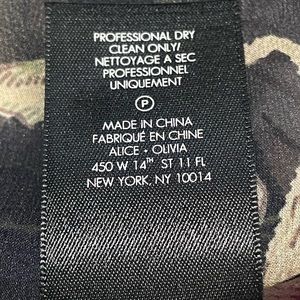 PROFESSIONAL DRY
CLEAN ONLY/
NETTOYAGE A SEC
PROFESSIONNEL
UNIQUEMENT
P
MADE IN CHINA
FABRIQUÉ EN CHINE
ALICE + OLIVIA
450 W 14TH ST 11 FL
NEW YORK, NY 10014